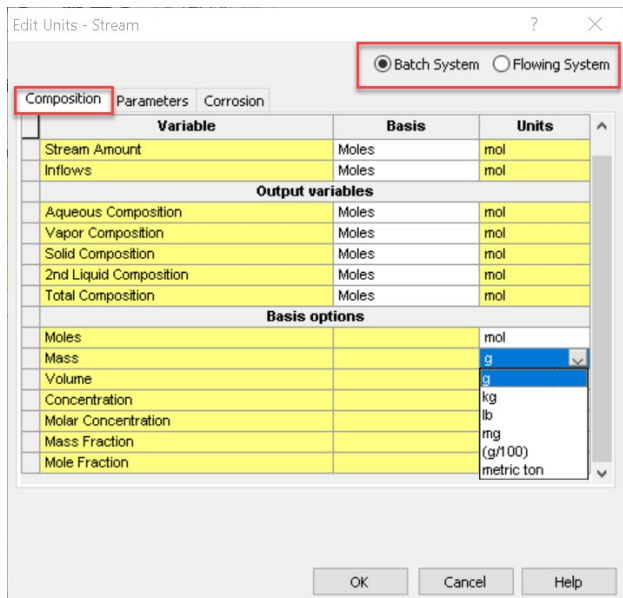 Edit Units - Stream ? ×
Batch System Flowing System
Composition Parameters Corrosion
Variable Basis Units
Stream Amount Moles mol
Inflows Moles mol
Output variables
Aqueous Composition Moles mol
Vapor Composition Moles mol
Solid Composition Moles mol
2nd Liquid Composition Moles mol
Total Composition Moles mol
Basis options
Moles mol
Mass g
Volume g
Concentration kg
Molar Concentration lb
Mass Fraction mg
Mole Fraction (g/100)
metric ton
OK Cancel Help